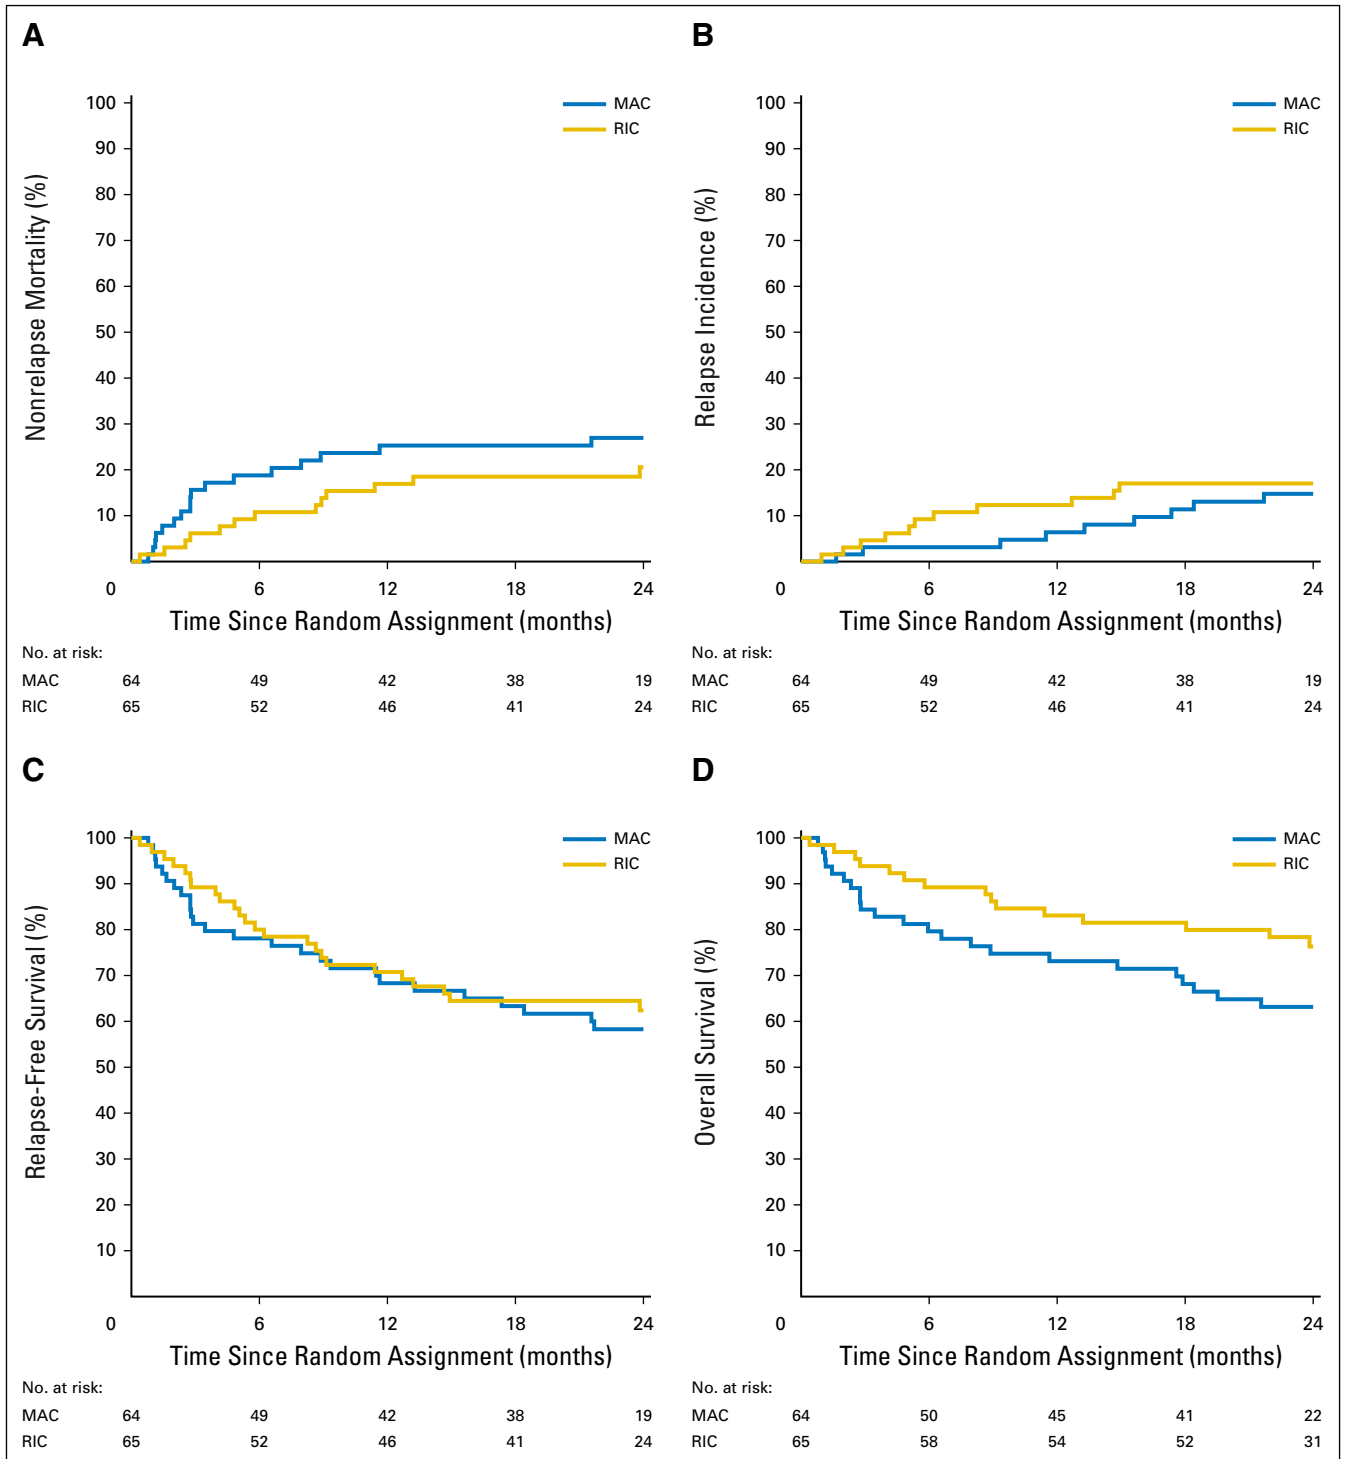 A
100
90
80
70
60
50
40
30
20
10
Nonrelapse Mortality (%)
MAC
RIC
0 6 12 18 24
Time Since Random Assignment (months)
No. at risk:
MAC 64 49 42 38 19
RIC 65 52 46 41 24
B
100
90
80
70
60
50
40
30
20
10
Relapse Incidence (%)
MAC
RIC
0 6 12 18 24
Time Since Random Assignment (months)
No. at risk:
MAC 64 49 42 38 19
RIC 65 52 46 41 24
C
100
90
80
70
60
50
40
30
20
10
Relapse-Free Survival (%)
MAC
RIC
0 6 12 18 24
Time Since Random Assignment (months)
No. at risk:
MAC 64 49 42 38 19
RIC 65 52 46 41 24
D
100
90
80
70
60
50
40
30
20
10
Overall Survival (%)
MAC
RIC
0 6 12 18 24
Time Since Random Assignment (months)
No. at risk:
MAC 64 50 45 41 22
RIC 65 58 54 52 31